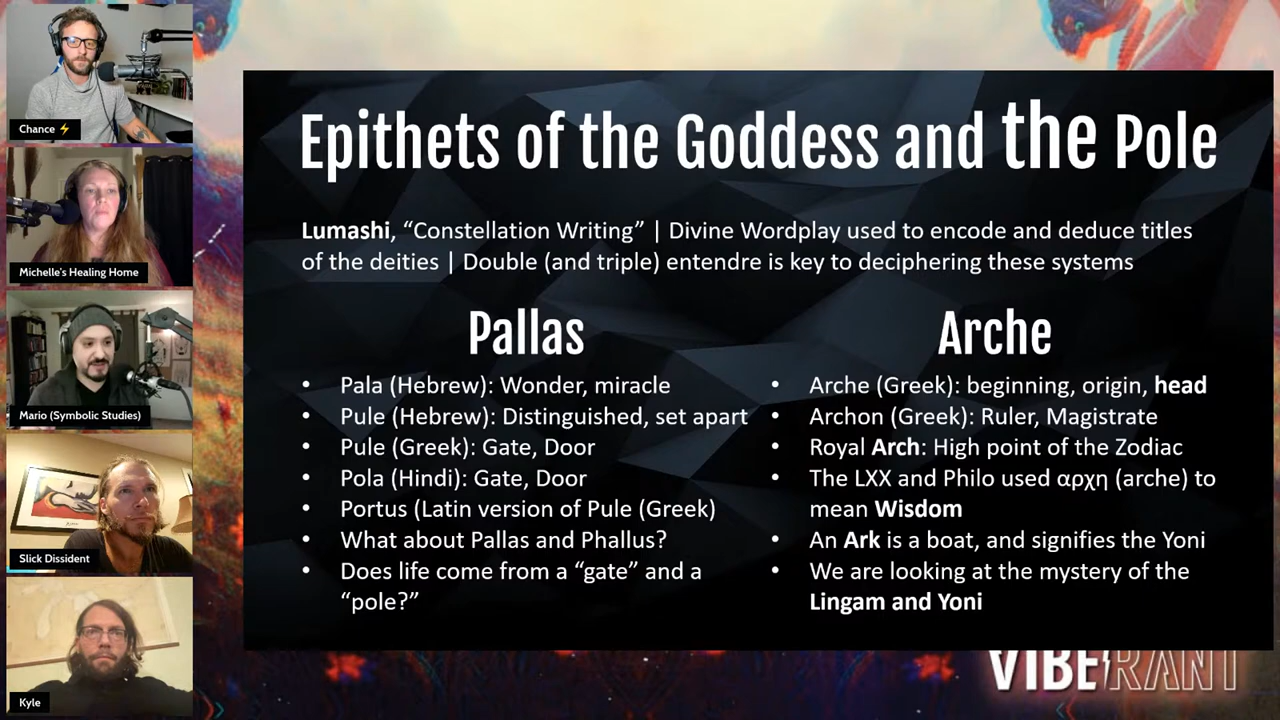 Chance ⚡
Michelle's Healing Home
Mario (Symbolic Studies)
Slick Dissident
Kyle
Epithets of the Goddess and the Pole
Lumashi, “Constellation Writing” | Divine Wordplay used to encode and deduce titles
of the deities | Double (and triple) entendre is key to deciphering these systems
Pallas
• Pala (Hebrew): Wonder, miracle
• Pule (Hebrew): Distinguished, set apart
• Pule (Greek): Gate, Door
• Pola (Hindi): Gate, Door
• Portus (Latin version of Pule (Greek)
• What about Pallas and Phallus?
• Does life come from a “gate” and a
“pole?”
Arche
• Arche (Greek): beginning, origin, head
• Archon (Greek): Ruler, Magistrate
• Royal Arch: High point of the Zodiac
• The LXX and Philo used αρχη (arche) to
mean Wisdom
• An Ark is a boat, and signifies the Yoni
• We are looking at the mystery of the
Lingam and Yoni
VIBE RANT